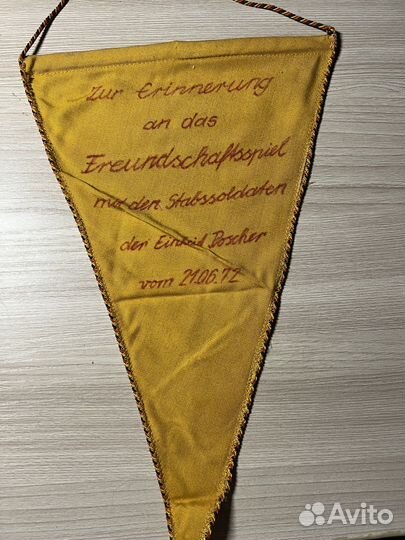 Zur Erinnerung
an das
Freundschaftsspiel
mit den Stabssoldaten
der Einheit Doscher
vom 21.06.72
Avito